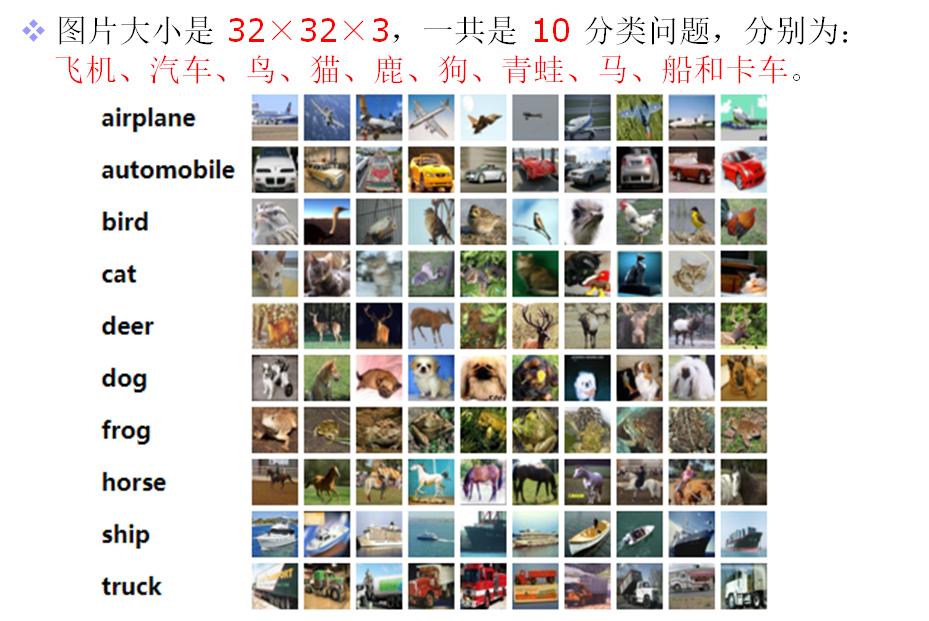 图片大小是 32×32×3，一共是 10 分类问题，分别为：
飞机、汽车、鸟、猫、鹿、狗、青蛙、马、船和卡车。
airplane
automobile
bird
cat
deer
dog
frog
horse
ship
truck